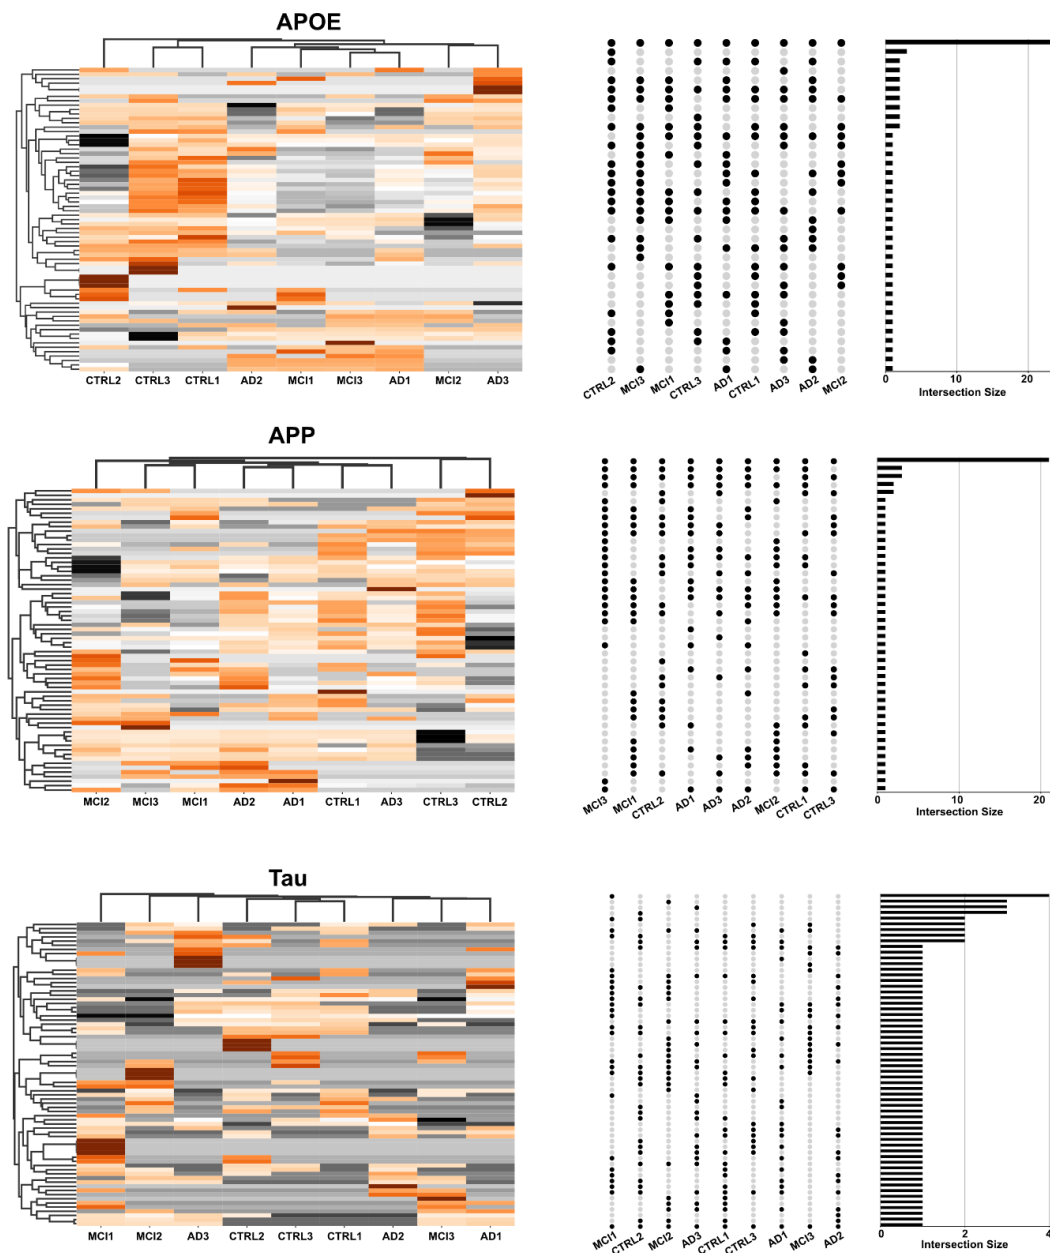 APOE
CTRL2 CTRL3 CTRL1 AD2 MCI1 MCI3 AD1 MCI2 AD3
CTRL2 MCI3 MCI1 CTRL3 AD1 CTRL1 AD3 AD2 MCI2
0 10 20
Intersection Size
APP
MCI2 MCI3 MCI1 AD2 AD1 CTRL1 AD3 CTRL3 CTRL2
MCI3 MCI1 CTRL2 AD1 AD3 AD2 MCI2 CTRL1 CTRL3
0 10 20
Intersection Size
Tau
MCI1 MCI2 AD3 CTRL2 CTRL3 CTRL1 AD2 MCI3 AD1
MCI1 CTRL2 MCI2 AD3 CTRL1 CTRL3 AD1 MCI3 AD2
0 2 4
Intersection Size